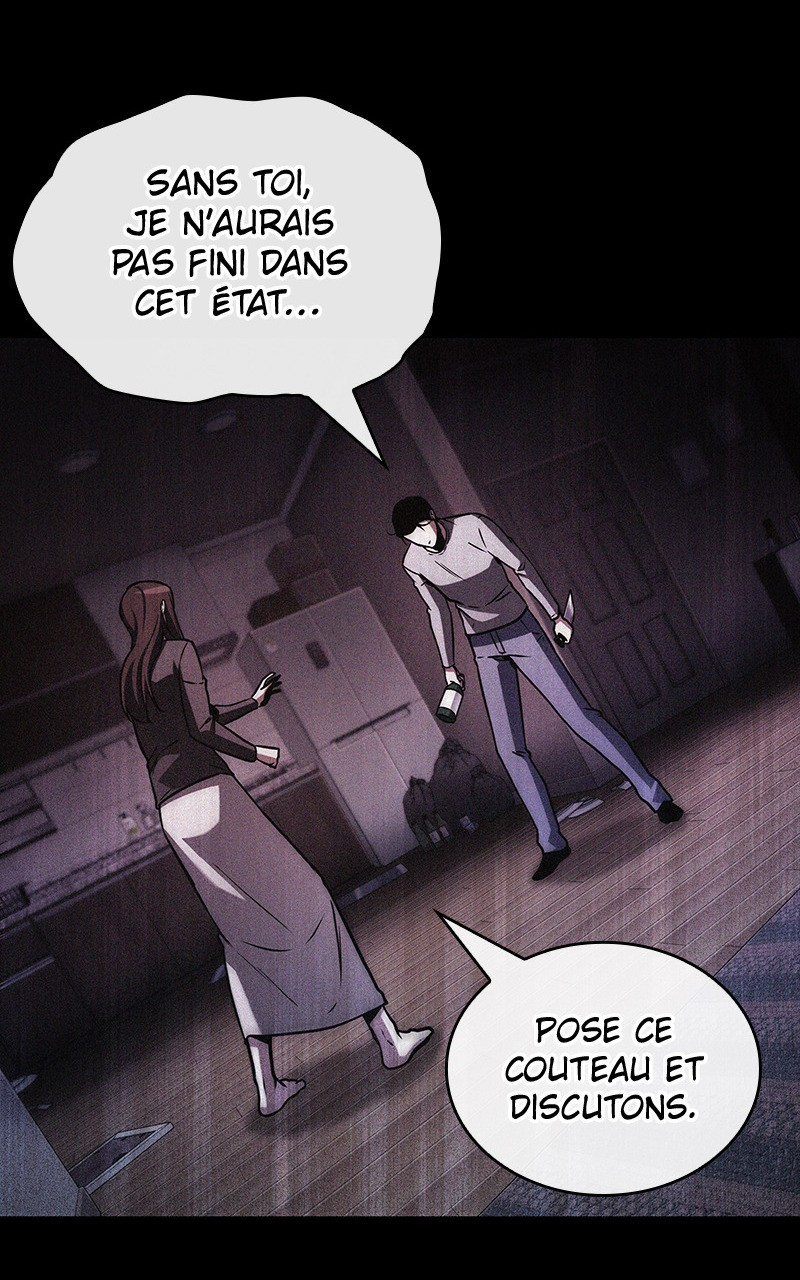 SANS TOI,
JE N'AURAIS
PAS FINI DANS
CET ÉTAT...
POSE CE
COUTEAU ET
DISCUTONS.